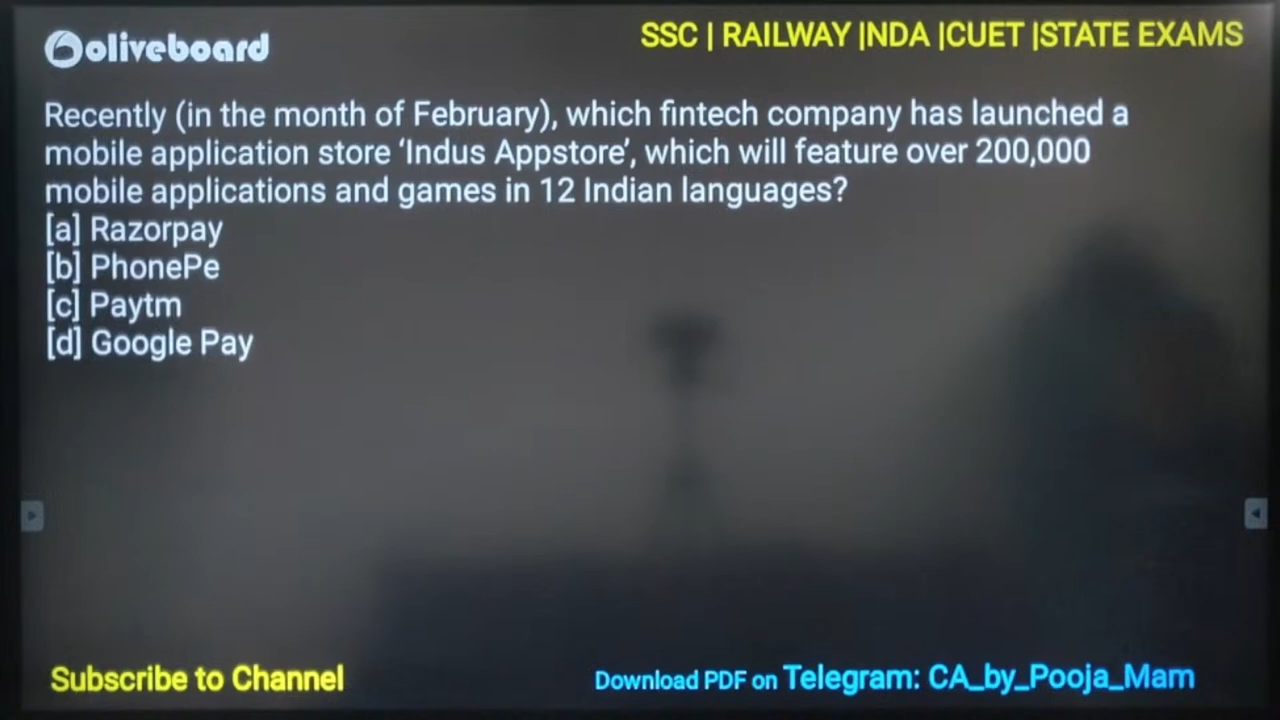 oliveboard
SSC | RAILWAY |NDA |CUET |STATE EXAMS
Recently (in the month of February), which fintech company has launched a
mobile application store ‘Indus Appstore’, which will feature over 200,000
mobile applications and games in 12 Indian languages?
[a] Razorpay
[b] PhonePe
[c] Paytm
[d] Google Pay
Subscribe to Channel
Download PDF on Telegram: CA_by_Pooja_Mam